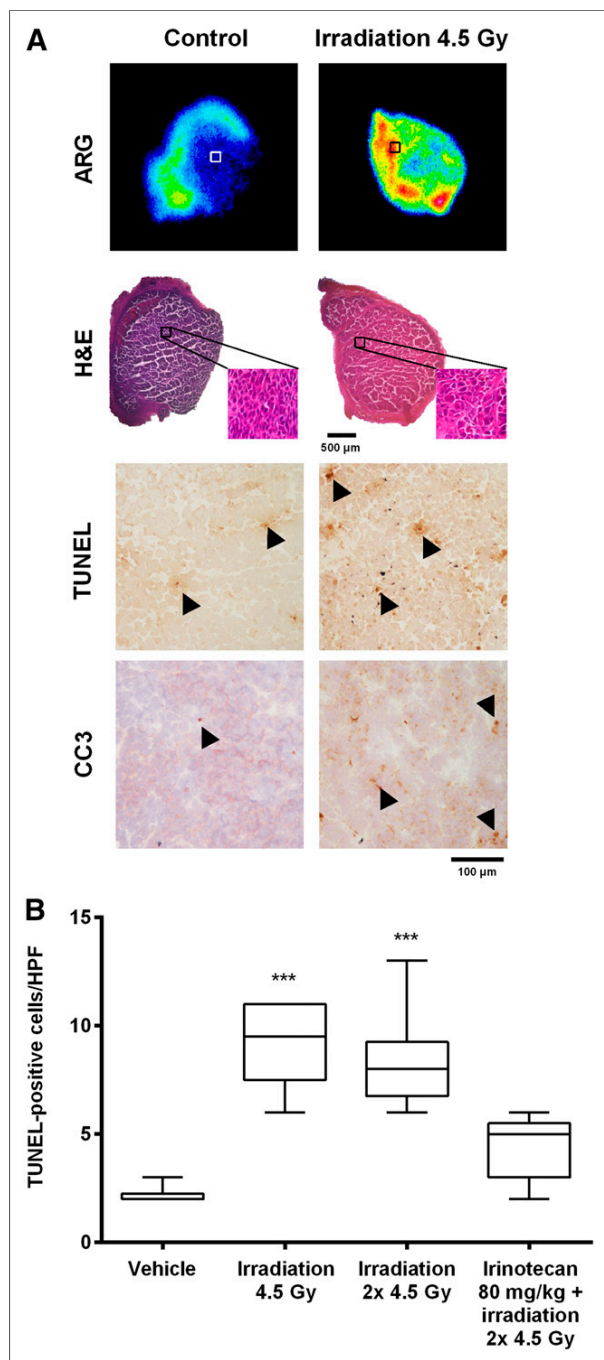 A
Control
Irradiation 4.5 Gy
ARG
H&E
500 µm
TUNEL
CC3
100 µm
B
TUNEL-positive cells/HPF
15
10
5
0
***
***
Vehicle
Irradiation
4.5 Gy
Irradiation
2x 4.5 Gy
Irinotecan
80 mg/kg +
irradiation
2x 4.5 Gy